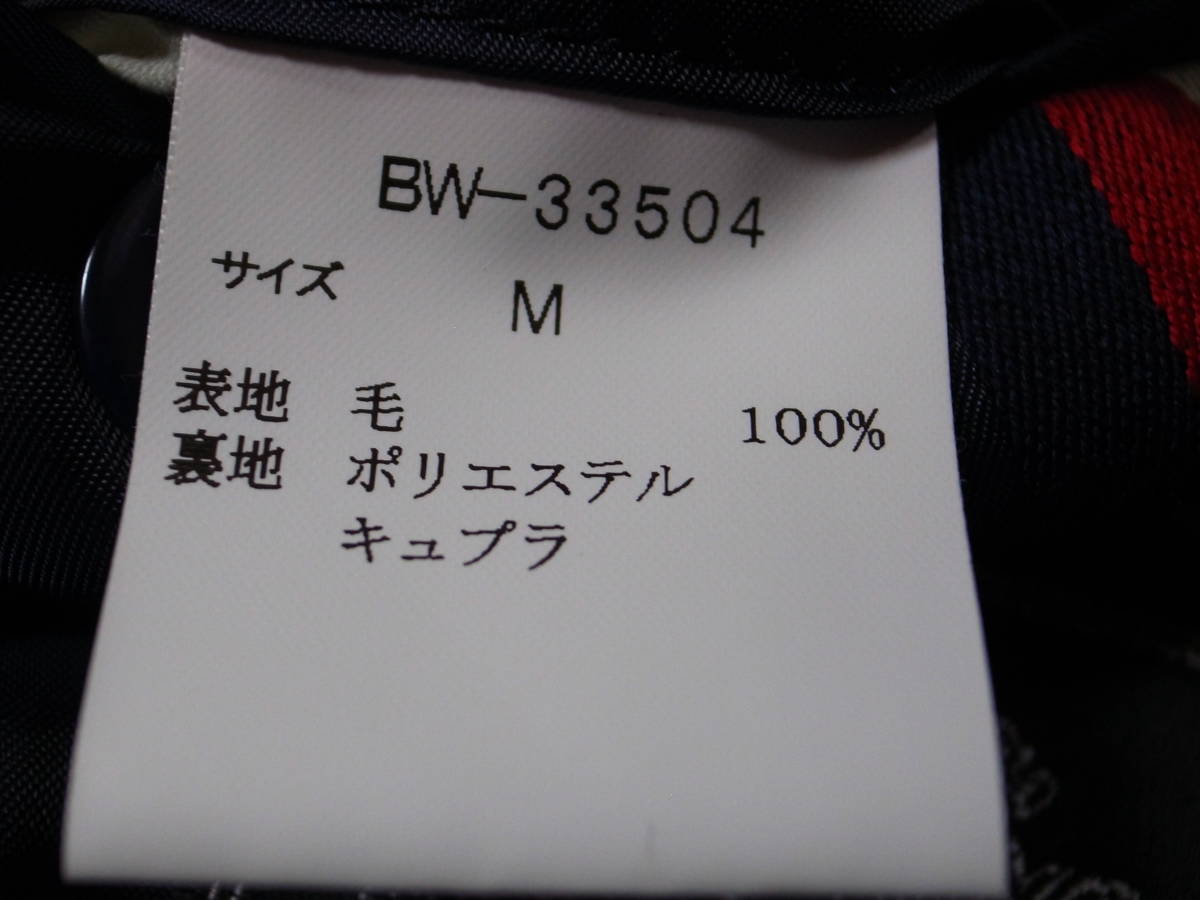 BW-33504
サイズ M
表地 毛 100%
裏地 ポリエステル
キュプラ